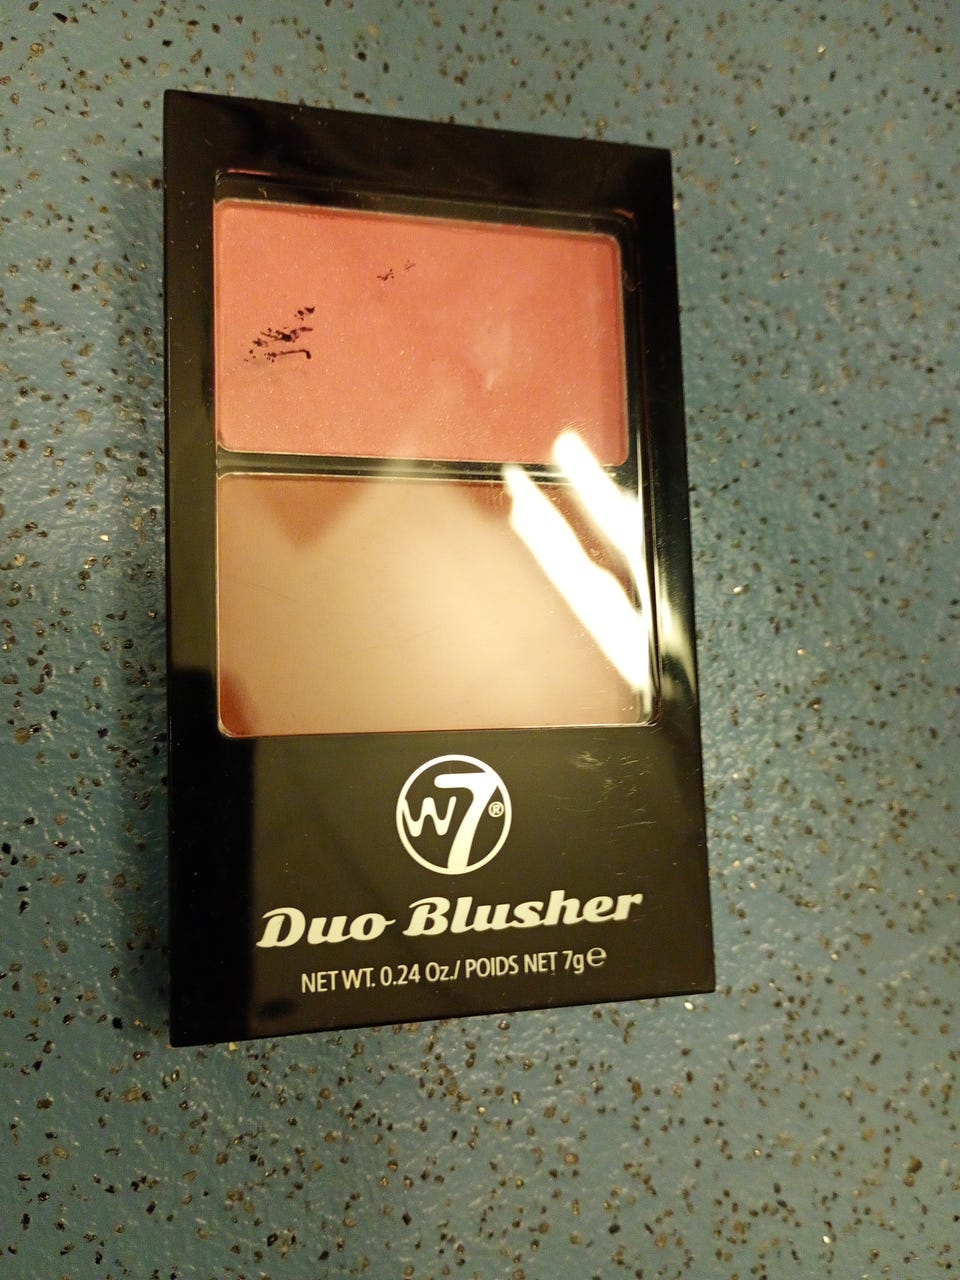 W7®
Duo Blusher
NET WT. 0.24 Oz./ POIDS NET 7g℮